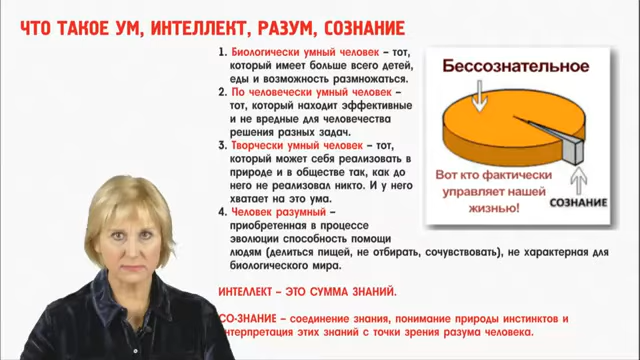 ЧТО ТАКОЕ УМ, ИНТЕЛЛЕКТ, РАЗУМ, СОЗНАНИЕ
1. Биологически умный человек – тот,
который имеет больше всего детей,
еды и возможность размножаться.
2. По человечески умный человек –
тот, который находит эффективные
и не вредные для человечества
решения разных задач.
3. Творчески умный человек – тот,
который может себя реализовать в
природе и в обществе так, как до
него не реализовал никто. И у него
хватает на это ума.
4. Человек разумный –
приобретенная в процессе
эволюции способность помощи
людям (делиться пищей, не отбирать, сочувствовать), не характерная для
биологического мира.
ИНТЕЛЛЕКТ – ЭТО СУММА ЗНАНИЙ.
СО-ЗНАНИЕ – соединение знания, понимание природы инстинктов и
интерпретация этих знаний с точки зрения разума человека.
Бессознательное
Вот кто фактически
управляет нашей
жизнью!
СОЗНАНИЕ